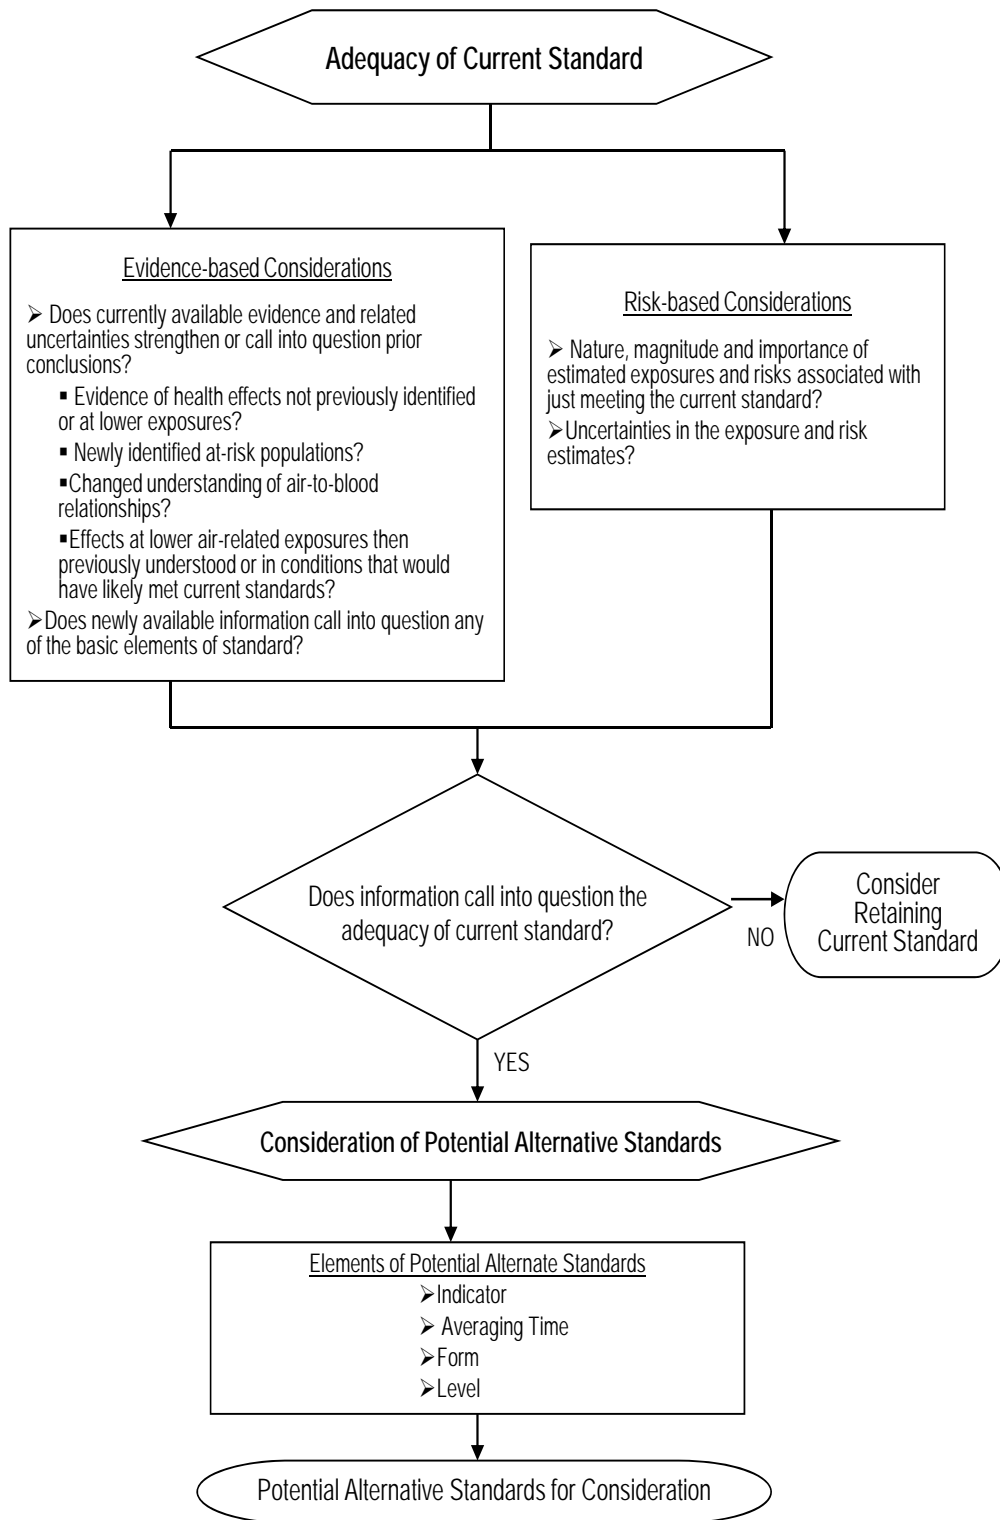 Adequacy of Current Standard
Evidence-based Considerations
➢ Does currently available evidence and related
uncertainties strengthen or call into question prior
conclusions?
▪ Evidence of health effects not previously identified
or at lower exposures?
▪ Newly identified at-risk populations?
▪Changed understanding of air-to-blood
relationships?
▪Effects at lower air-related exposures then
previously understood or in conditions that would
have likely met current standards?
➢Does newly available information call into question any
of the basic elements of standard?
Risk-based Considerations
➢ Nature, magnitude and importance of
estimated exposures and risks associated with
just meeting the current standard?
➢Uncertainties in the exposure and risk
estimates?
Does information call into question the
adequacy of current standard?
NO
Consider
Retaining
Current Standard
YES
Consideration of Potential Alternative Standards
Elements of Potential Alternate Standards
➢Indicator
➢ Averaging Time
➢Form
➢Level
Potential Alternative Standards for Consideration